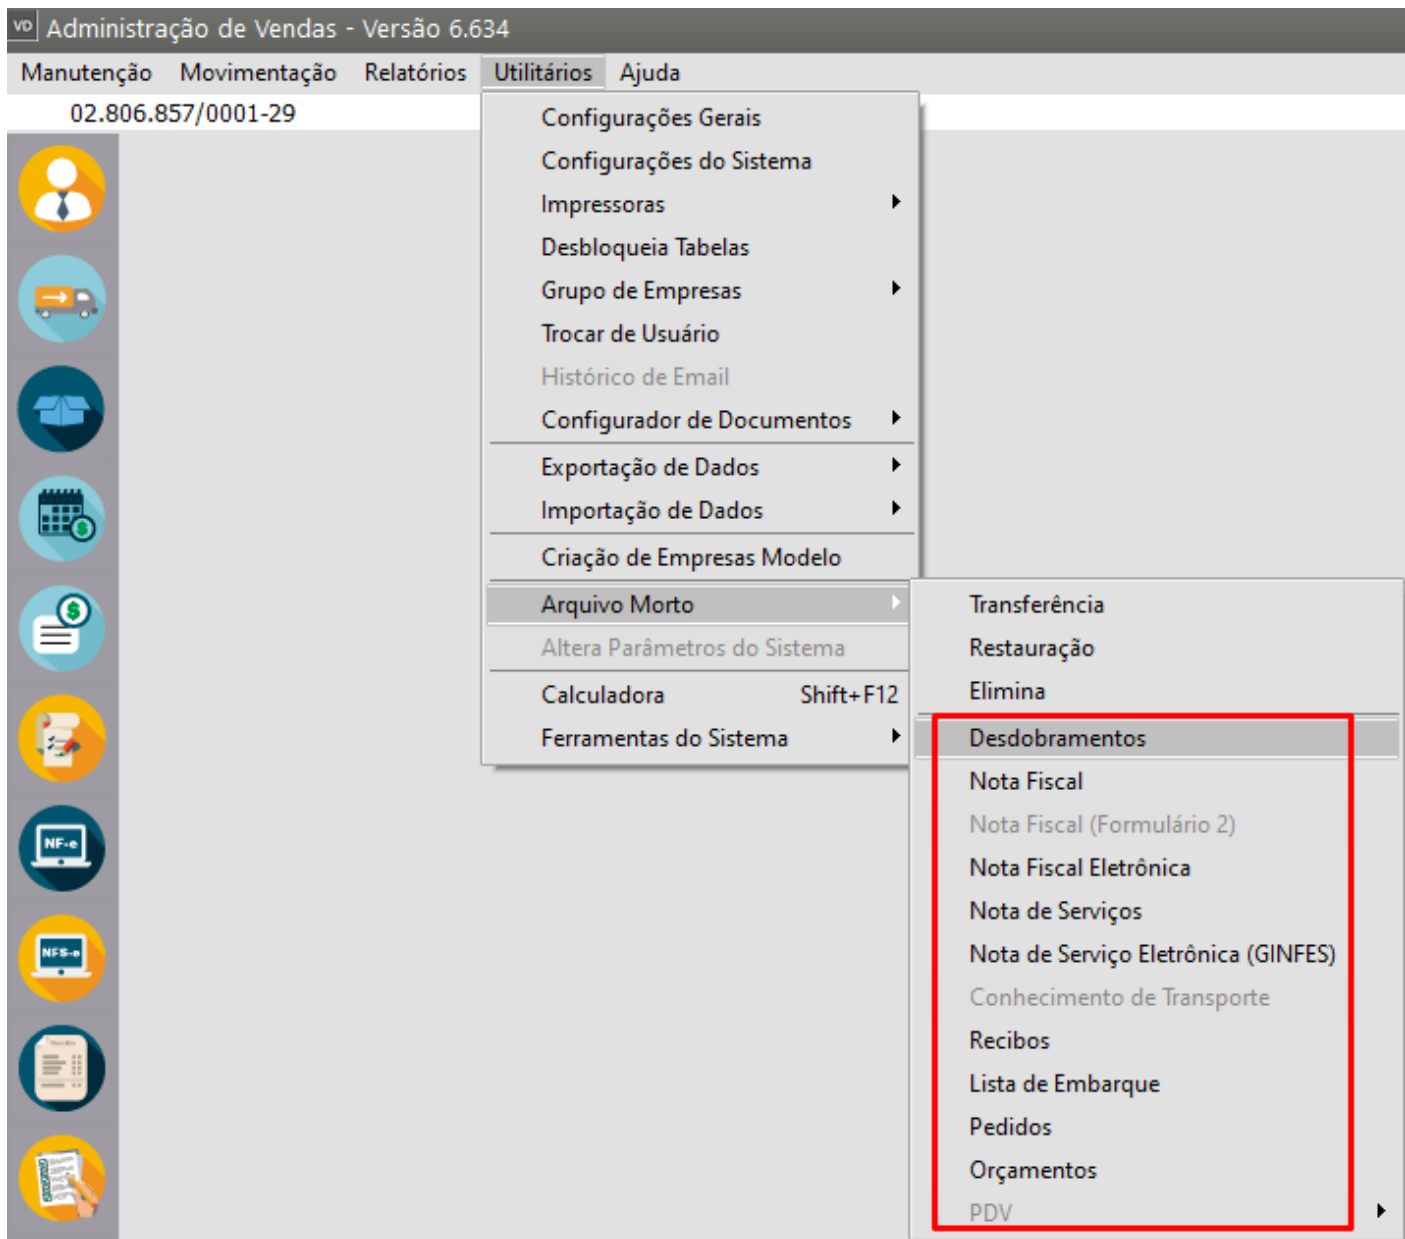 VD Administração de Vendas - Versão 6.634
Manutenção Movimentação Relatórios Utilitários Ajuda
02.806.857/0001-29
Configurações Gerais
Configurações do Sistema
Impressoras
Desbloqueia Tabelas
Grupo de Empresas
Trocar de Usuário
Histórico de Email
Configurador de Documentos
Exportação de Dados
Importação de Dados
Criação de Empresas Modelo
Arquivo Morto
Altera Parâmetros do Sistema
Calculadora Shift+F12
Ferramentas do Sistema
Transferência
Restauração
Elimina
Desdobramentos
Nota Fiscal
Nota Fiscal (Formulário 2)
Nota Fiscal Eletrônica
Nota de Serviços
Nota de Serviço Eletrônica (GINFES)
Conhecimento de Transporte
Recibos
Lista de Embarque
Pedidos
Orçamentos
PDV
NF-e
NFS-e